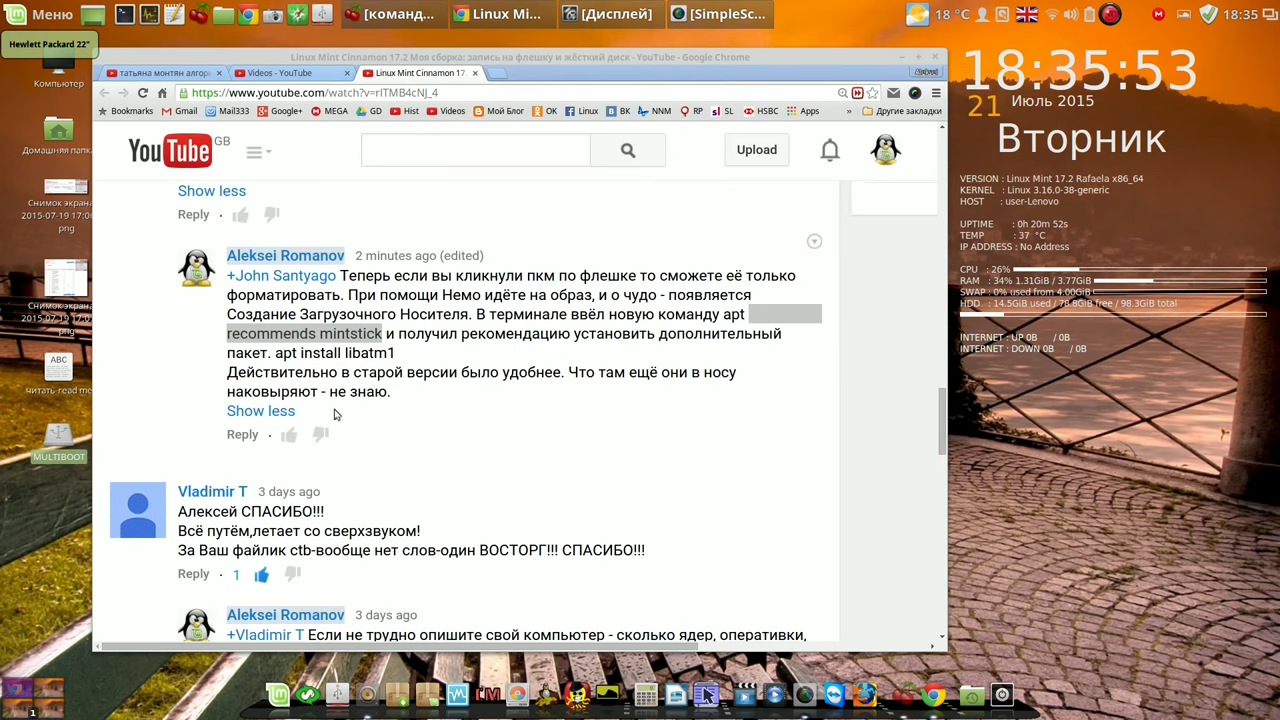 Меню
[команд...
Linux Mi...
[Дисплей]
[SimpleSc...
18 °C
18:35
Hewlett Packard 22"
Компьютер
Домашняя папка
Снимок экрана
2015-07-19 17:0
png
Снимок экрана
2015-07-19 17:0
png
ABC
читать-read me
MULTIBOOT
Linux Mint Cinnamon 17.2 Моя сборка: запись на флешку и жёсткий диск - YouTube - Google Chrome
татьяна монтян алгор
Videos - YouTube
Linux Mint Cinnamon 17.
Aleksei
https://www.youtube.com/watch?v=rITMB4cNJ_4
Bookmarks
Gmail
Mail333
Google+
MEGA
GD
Hist
Videos
Мой Блог
OK
Linux
ВК
NNM
RP
SL
HSBC
Apps
»
Другие закладки
YouTube GB
Upload
Show less
Reply
Aleksei Romanov 2 minutes ago (edited)
+John Santyago Теперь если вы кликнули пкм по флешке то сможете её только
форматировать. При помощи Немо идёте на образ, и о чудо - появляется
Создание Загрузочного Носителя. В терминале ввёл новую команду apt
recommends mintstick и получил рекомендацию установить дополнительный
пакет. apt install libatm1
Действительно в старой версии было удобнее. Что там ещё они в носу
наковыряют - не знаю.
Show less
Reply
Vladimir T 3 days ago
Алексей СПАСИБО!!!
Всё путём,летает со сверхзвуком!
За Ваш файлик ctb-вообще нет слов-один ВОСТОРГ!!! СПАСИБО!!!
Reply · 1
Aleksei Romanov 3 days ago
+Vladimir T Если не трудно опишите свой компьютер - сколько ядер, оперативки,
18:35:53
21 Июль 2015
Вторник
VERSION : Linux Mint 17.2 Rafaela x86_64
KERNEL : Linux 3.16.0-38-generic
HOST : user-Lenovo
UPTIME : 0h 20m 52s
TEMP : 37 °C
IP ADDRESS : No Address
CPU : 26%
RAM : 34% 1.31GiB / 3.77GiB
SWAP: 0% used from 4.00GiB
HDD : 14.5GiB used / 78.8GiB free / 98.3GiB total
INTERNET : UP 0B / 0B
INTERNET : DOWN 0B / 0B
1